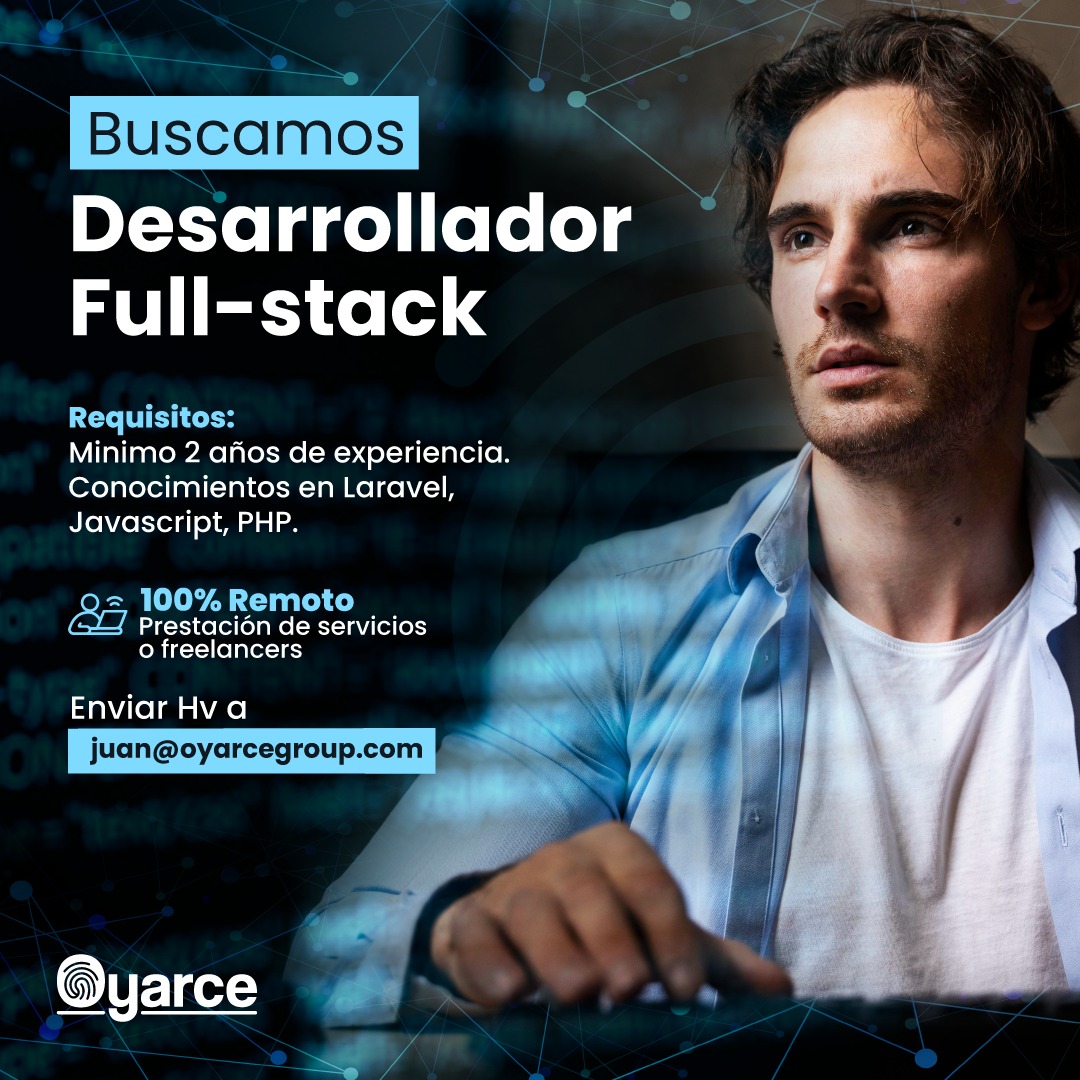 Buscamos
Desarrollador
Full-stack
Requisitos:
Minimo 2 años de experiencia.
Conocimientos en Laravel,
Javascript, PHP.
100% Remoto
Prestación de servicios
o freelancers
Enviar Hv a
juan@oyarcegroup.com
Oyarce